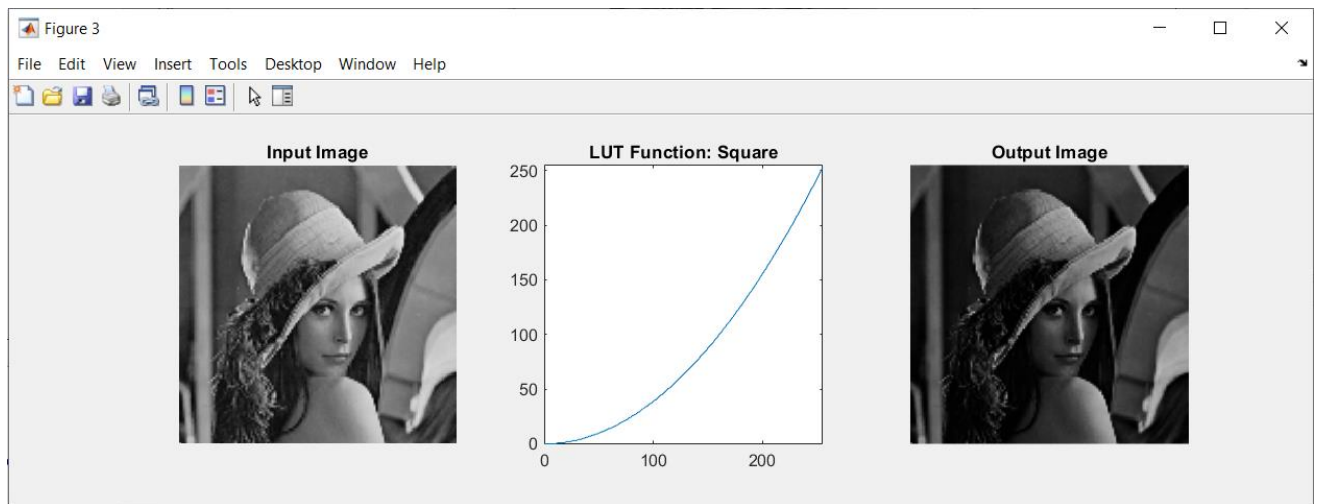 Figure 3
File Edit View Insert Tools Desktop Window Help
Input Image
LUT Function: Square
Output Image
250
200
150
100
50
0
0 100 200